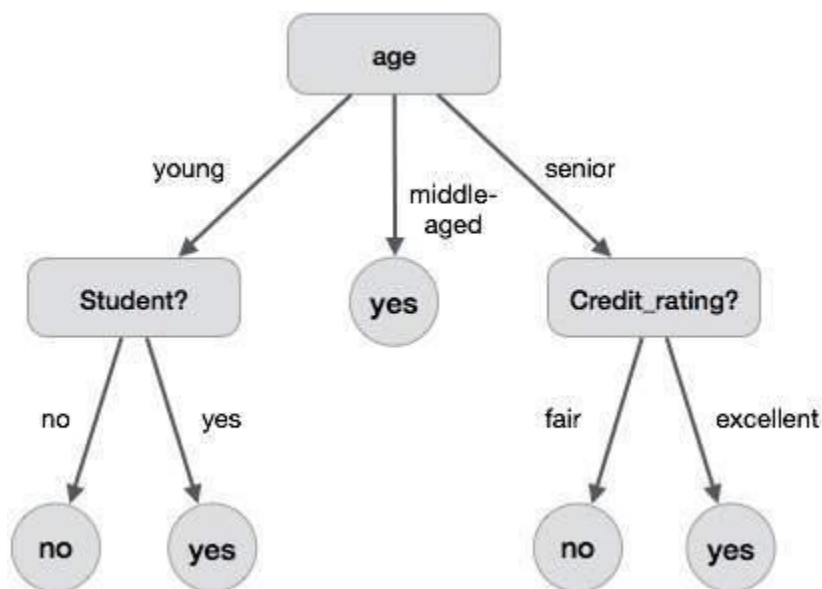 age
young
middle-
aged
senior
Student?
yes
Credit_rating?
no
yes
fair
excellent
no
yes
no
yes